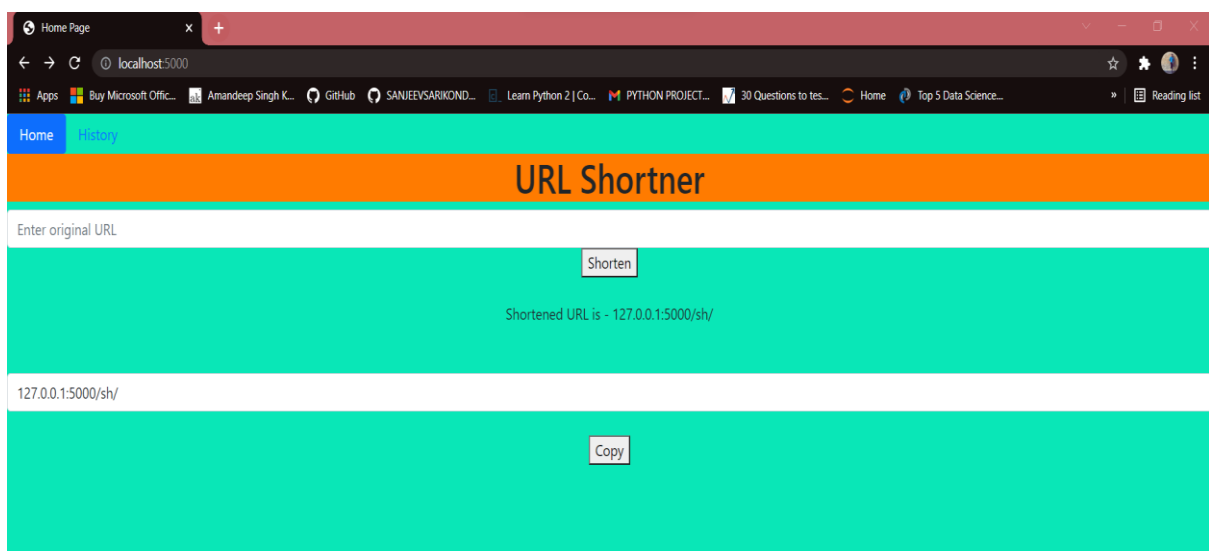 Home Page
localhost:5000
Apps Buy Microsoft Offic... ak Amandeep Singh K... GitHub SANJEEVSARIKOND... Learn Python 2 | Co... PYTHON PROJECT... 30 Questions to tes... Home Top 5 Data Science... » Reading list
Home History
URL Shortner
Enter original URL
Shorten
Shortened URL is - 127.0.0.1:5000/sh/
127.0.0.1:5000/sh/
Copy